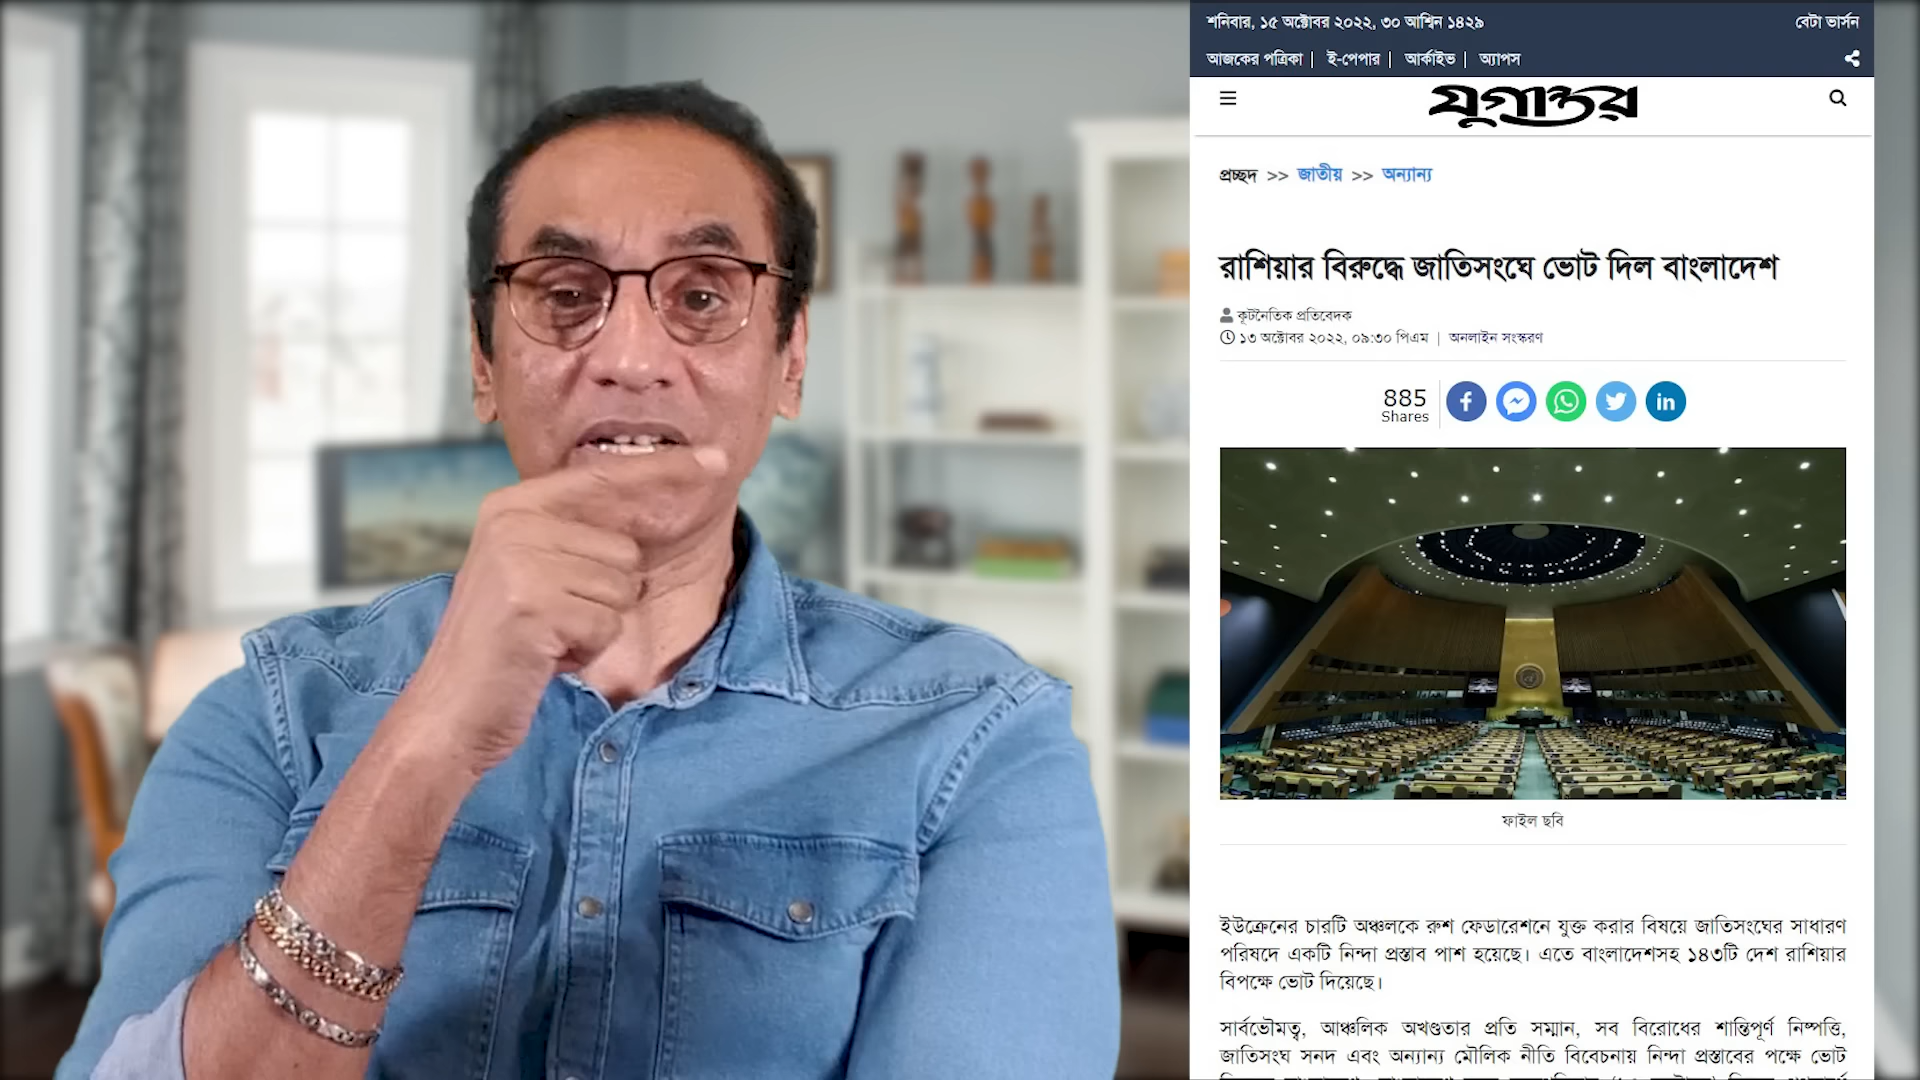 শনিবার, ১৫ অক্টোবর ২০২২, ৩০ আশ্বিন ১৪২৯
বেটা ভার্সন
আজকের পত্রিকা | ই-পেপার | আর্কাইভ | অ্যাপস
যুগান্তর
প্রচ্ছদ >> জাতীয় >> অন্যান্য
রাশিয়ার বিরুদ্ধে জাতিসংঘে ভোট দিল বাংলাদেশ
কূটনৈতিক প্রতিবেদক
১৩ অক্টোবর ২০২২, ০৯:৩০ পিএম | অনলাইন সংস্করণ
885
Shares
ফাইল ছবি
ইউক্রেনের চারটি অঞ্চলকে রুশ ফেডারেশনে যুক্ত করার বিষয়ে জাতিসংঘের সাধারণ
পরিষদে একটি নিন্দা প্রস্তাব পাশ হয়েছে। এতে বাংলাদেশসহ ১৪৩টি দেশ রাশিয়ার
বিপক্ষে ভোট দিয়েছে।
সার্বভৌমত্ব, আঞ্চলিক অখণ্ডতার প্রতি সম্মান, সব বিরোধের শান্তিপূর্ণ নিষ্পত্তি,
জাতিসংঘ সনদ এবং অন্যান্য মৌলিক নীতি বিবেচনায় নিন্দা প্রস্তাবের পক্ষে ভোট